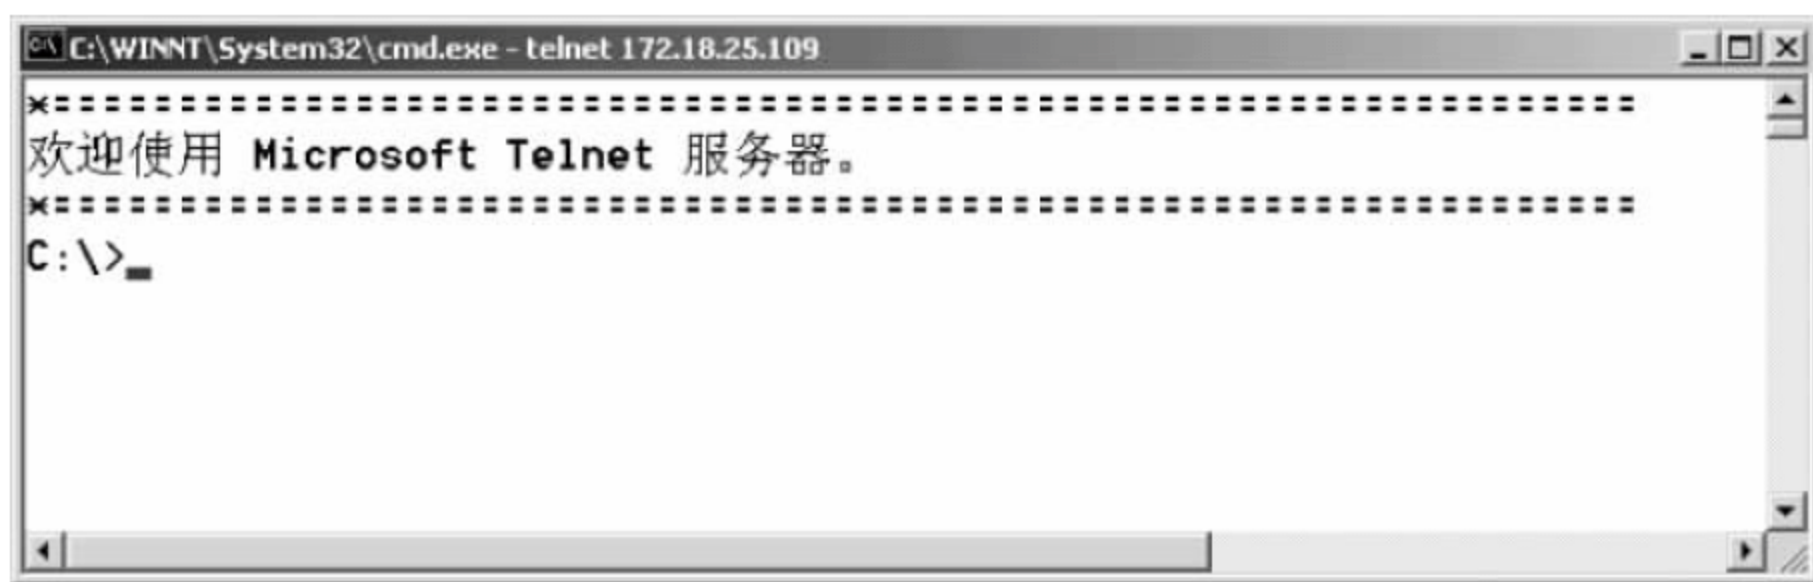 C:\WINNT\System32\cmd.exe - telnet 172.18.25.109
*===============================================================
欢迎使用 Microsoft Telnet 服务器。
*===============================================================
C:\>_